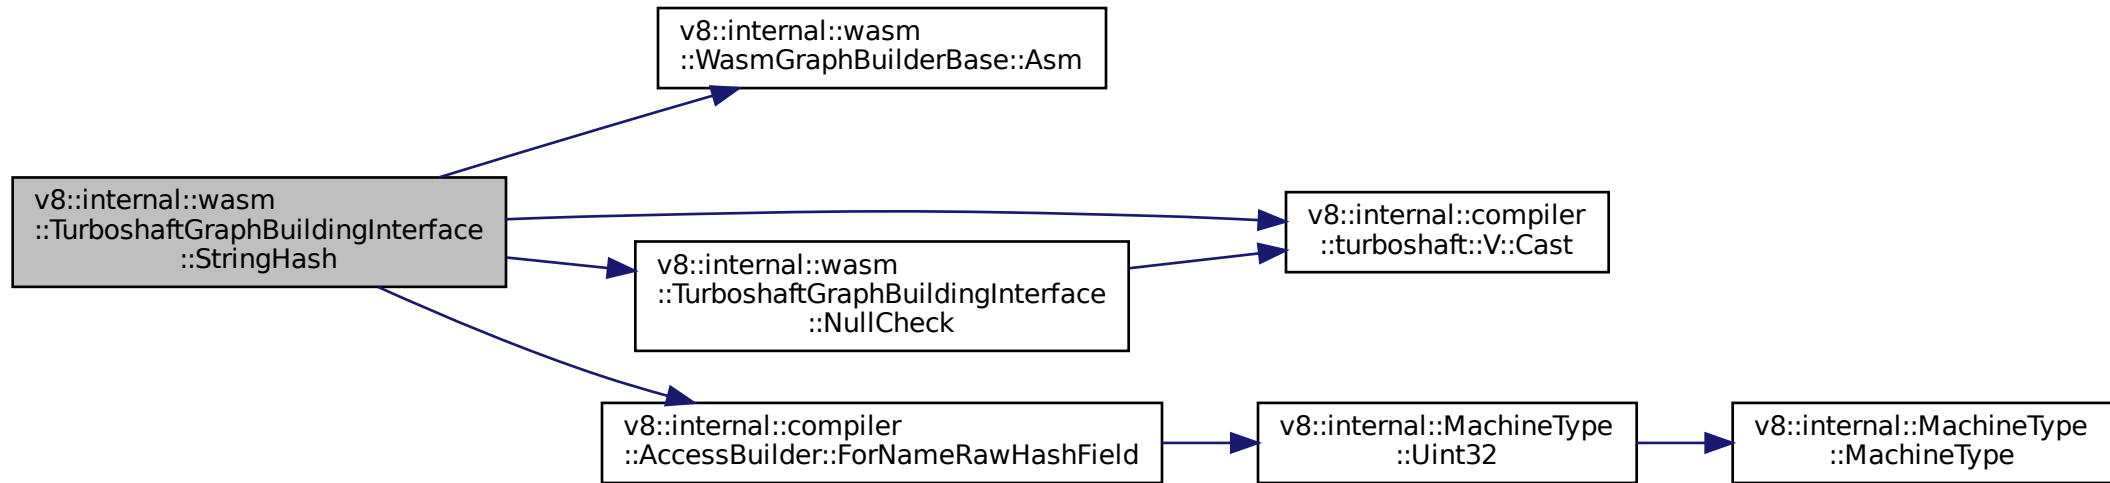 v8::internal::wasm
::WasmGraphBuilderBase::Asm
v8::internal::wasm
::TurboshaftGraphBuildingInterface
::StringHash
v8::internal::compiler
::turboshaft::V::Cast
v8::internal::wasm
::TurboshaftGraphBuildingInterface
::NullCheck
v8::internal::compiler
::AccessBuilder::ForNameRawHashField
v8::internal::MachineType
::Uint32
v8::internal::MachineType
::MachineType